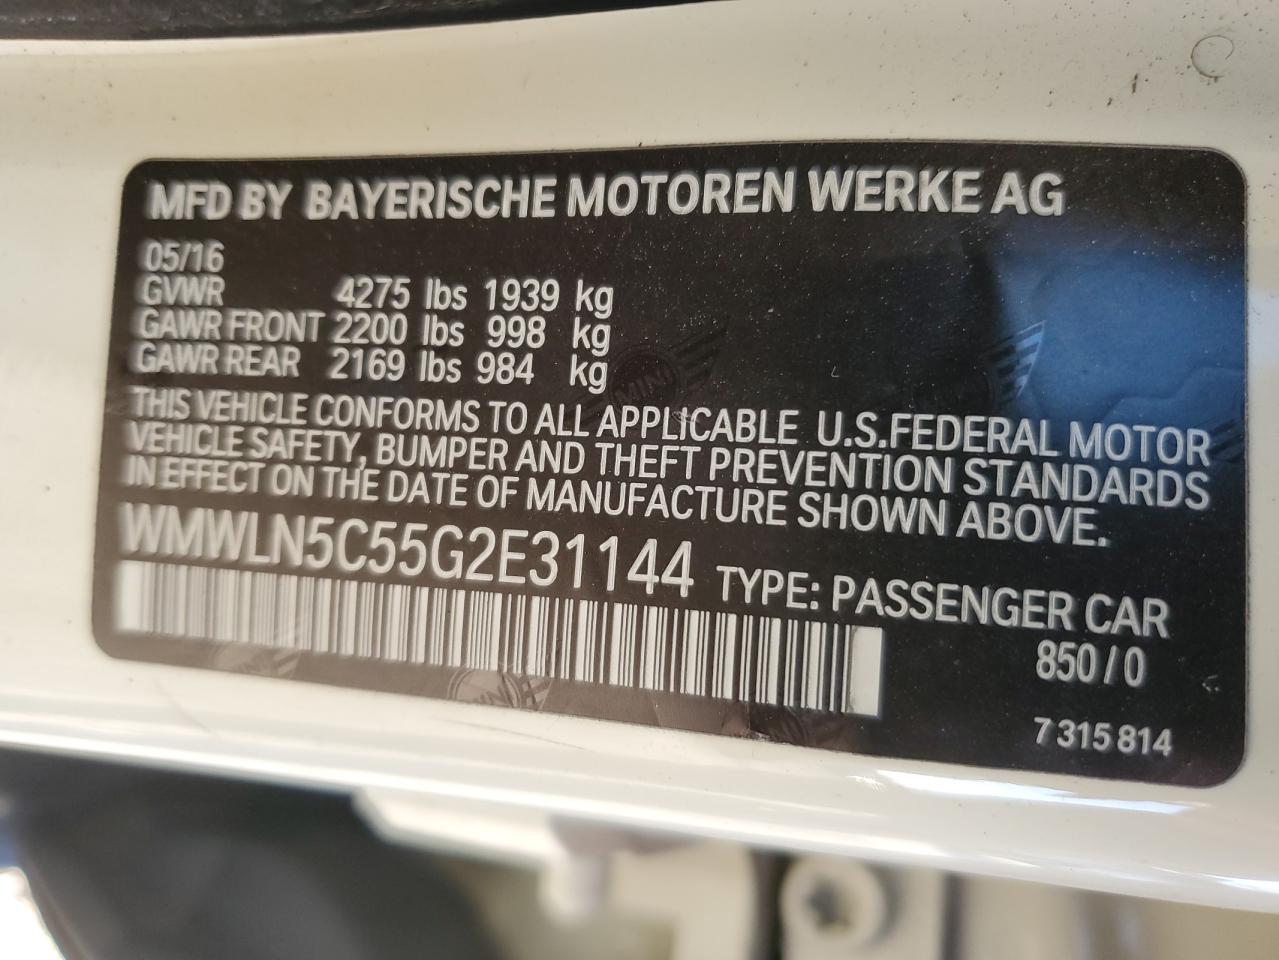 MFD BY BAYERISCHE MOTOREN WERKE AG
05/16
GVWR 4275 lbs 1939 kg
GAWR FRONT 2200 lbs 998 kg
GAWR REAR 2169 lbs 984 kg
THIS VEHICLE CONFORMS TO ALL APPLICABLE U.S.FEDERAL MOTOR
VEHICLE SAFETY, BUMPER AND THEFT PREVENTION STANDARDS
IN EFFECT ON THE DATE OF MANUFACTURE SHOWN ABOVE.
WMWLN5C55G2E31144 TYPE: PASSENGER CAR
850/0
7 315 814
MINI
MINI